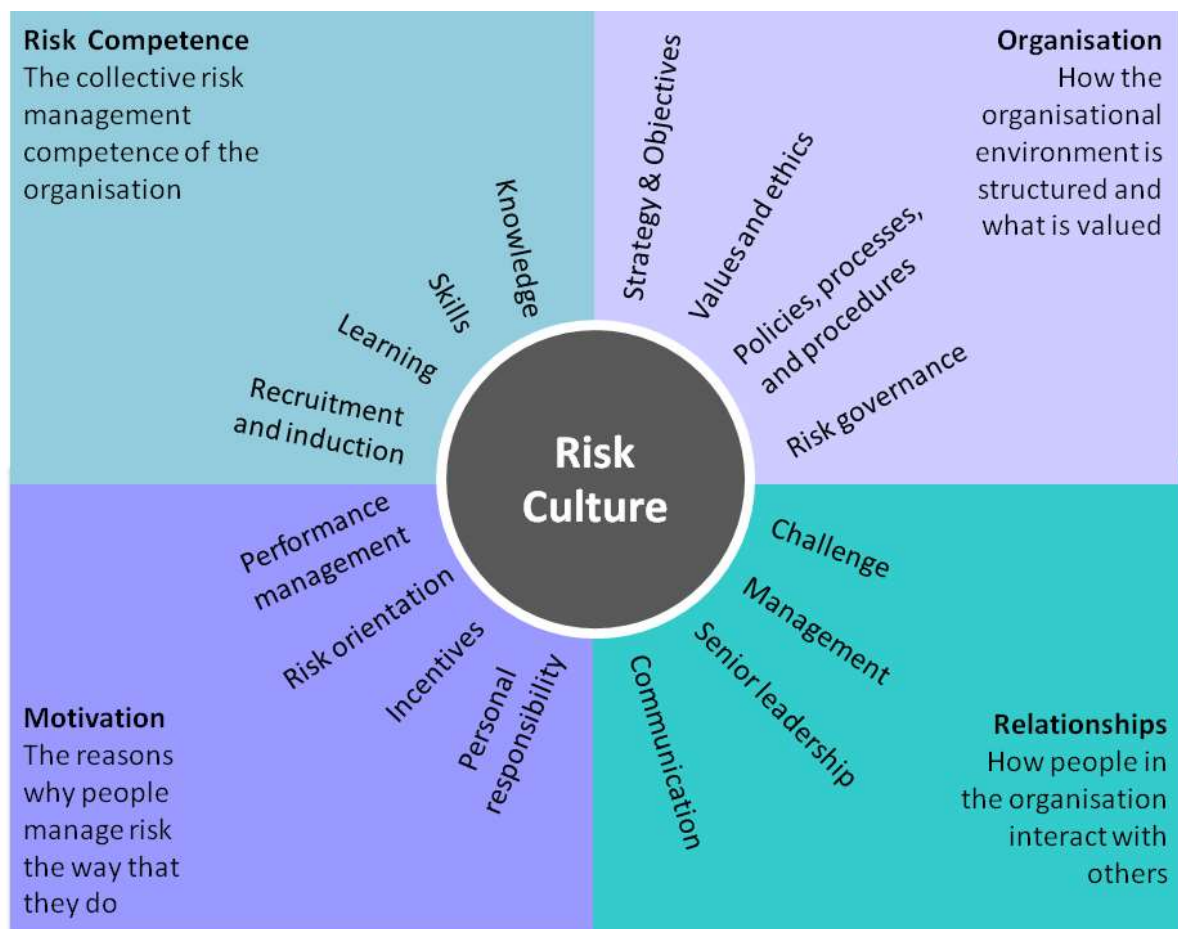 Risk Competence
The collective risk
management
competence of the
organisation
Knowledge
Skills
Learning
Recruitment
and induction
Organisation
How the
organisational
environment is
structured and
what is valued
Strategy & Objectives
Values and ethics
Policies, processes,
and procedures
Risk governance
Risk
Culture
Performance
management
Risk orientation
Incentives
Personal
responsibility
Motivation
The reasons
why people
manage risk
the way that
they do
Challenge
Management
Senior leadership
Communication
Relationships
How people in
the organisation
interact with
others